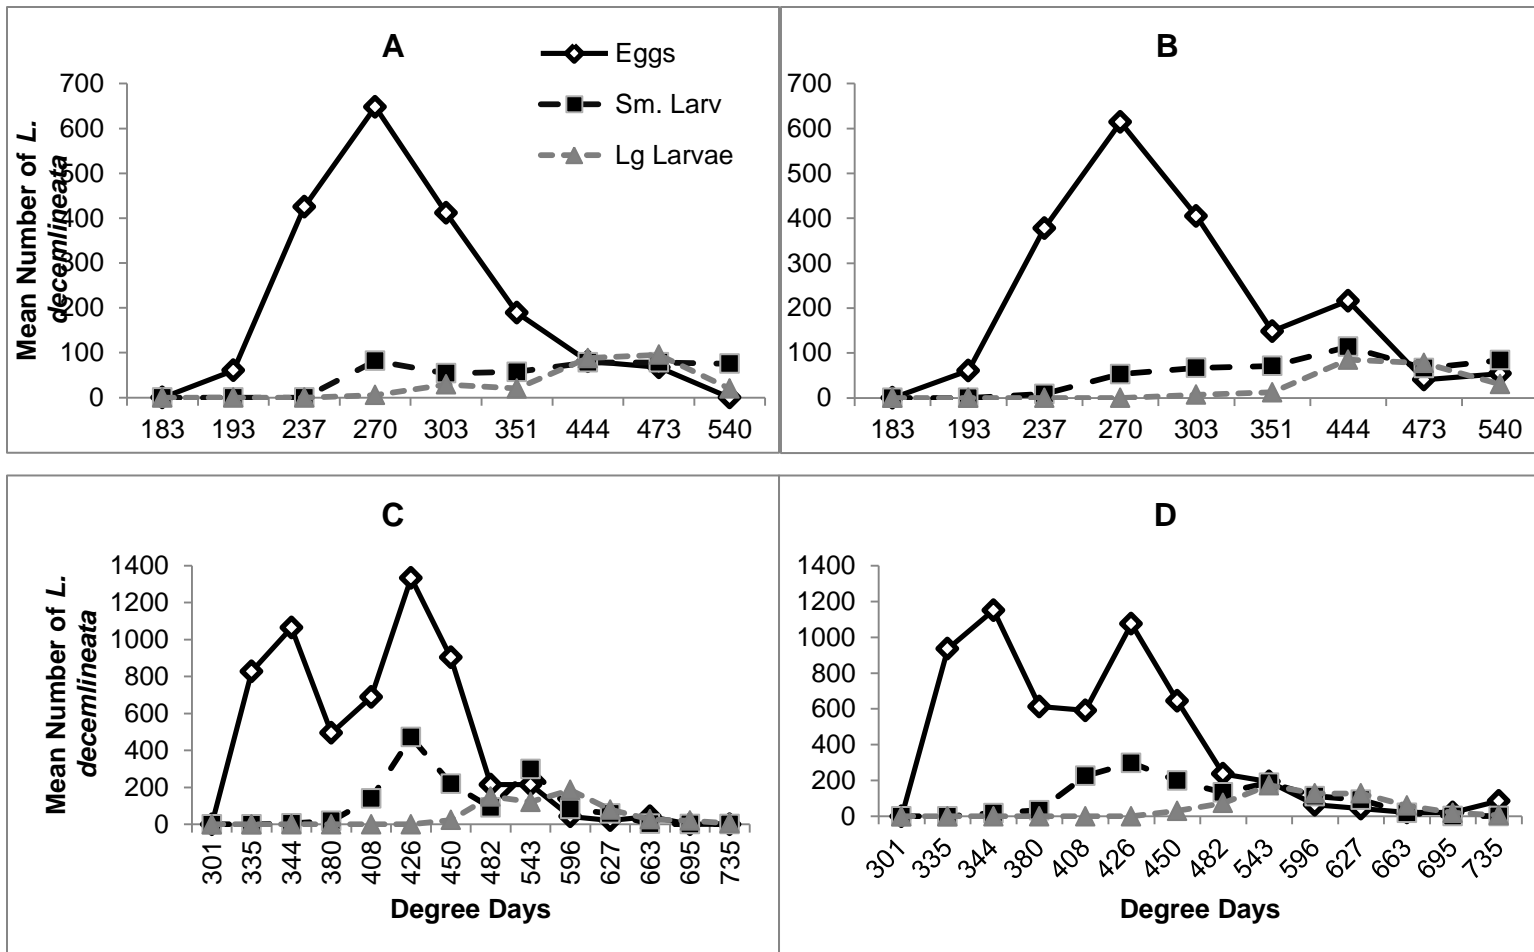 A
Eggs
Sm. Larv
Lg Larvae
Mean Number of L.
decemlineata
700
600
500
400
300
200
100
0
183 193 237 270 303 351 444 473 540
B
700
600
500
400
300
200
100
0
183 193 237 270 303 351 444 473 540
C
Mean Number of L.
decemlineata
1400
1200
1000
800
600
400
200
0
301 335 344 380 408 426 450 482 543 596 627 663 695 735
Degree Days
D
1400
1200
1000
800
600
400
200
0
301 335 344 380 408 426 450 482 543 596 627 663 695 735
Degree Days